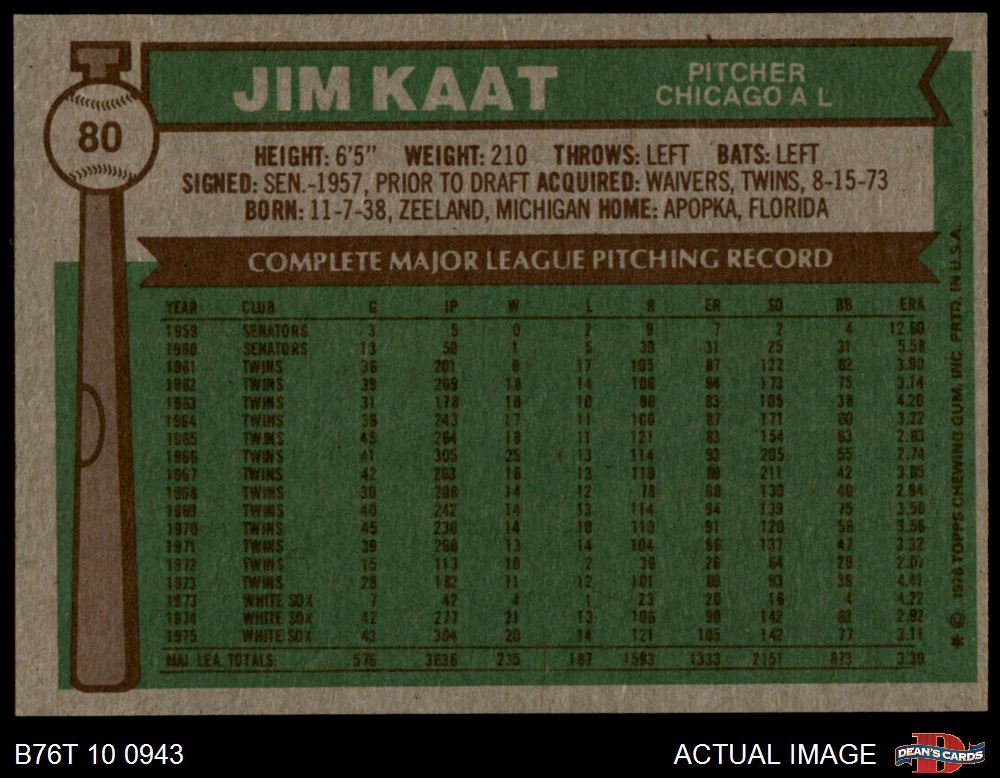 JIM KAAT
PITCHER
CHICAGO A L
80
HEIGHT: 6'5" WEIGHT: 210 THROWS: LEFT BATS: LEFT
SIGNED: SEN.-1957, PRIOR TO DRAFT ACQUIRED: WAIVERS, TWINS, 8-15-73
BORN: 11-7-38, ZEELAND, MICHIGAN HOME: APOPKA, FLORIDA
COMPLETE MAJOR LEAGUE PITCHING RECORD
YEAR CLUB G IP W L R ER SO BB ERA
1959 SENATORS 3 5 0 2 9 7 2 4 12.60
1960 SENATORS 13 50 1 5 39 31 25 31 5.58
1961 TWINS 36 201 9 17 105 87 122 82 3.90
1962 TWINS 39 269 18 14 106 94 173 75 3.14
1963 TWINS 31 178 10 10 96 83 105 38 4.20
1964 TWINS 36 243 17 11 100 87 171 60 3.22
1965 TWINS 45 264 18 11 121 83 154 63 2.83
1966 TWINS 41 305 25 13 114 93 205 55 2.74
1967 TWINS 42 263 16 13 110 89 211 42 3.05
1968 TWINS 30 208 14 12 78 68 130 40 2.94
1969 TWINS 40 242 14 13 114 94 139 75 3.50
1970 TWINS 45 230 14 10 110 91 120 58 3.56
1971 TWINS 39 260 13 14 104 96 137 47 3.32
1972 TWINS 15 113 10 2 36 26 64 20 2.07
1973 TWINS 28 182 11 12 101 89 93 39 4.41
1973 WHITE SOX 7 42 4 1 23 20 16 4 4.22
1974 WHITE SOX 42 277 21 13 106 90 142 63 2.92
1975 WHITE SOX 43 304 20 14 121 105 142 77 3.11
MAJ. LEA. TOTALS: 576 3636 235 187 1593 1333 2151 873 3.30
* © 1976 TOPPS CHEWING GUM, INC. PRTD. IN U.S.A.
B76T 10 0943
ACTUAL IMAGE
D
DEAN'S CARDS